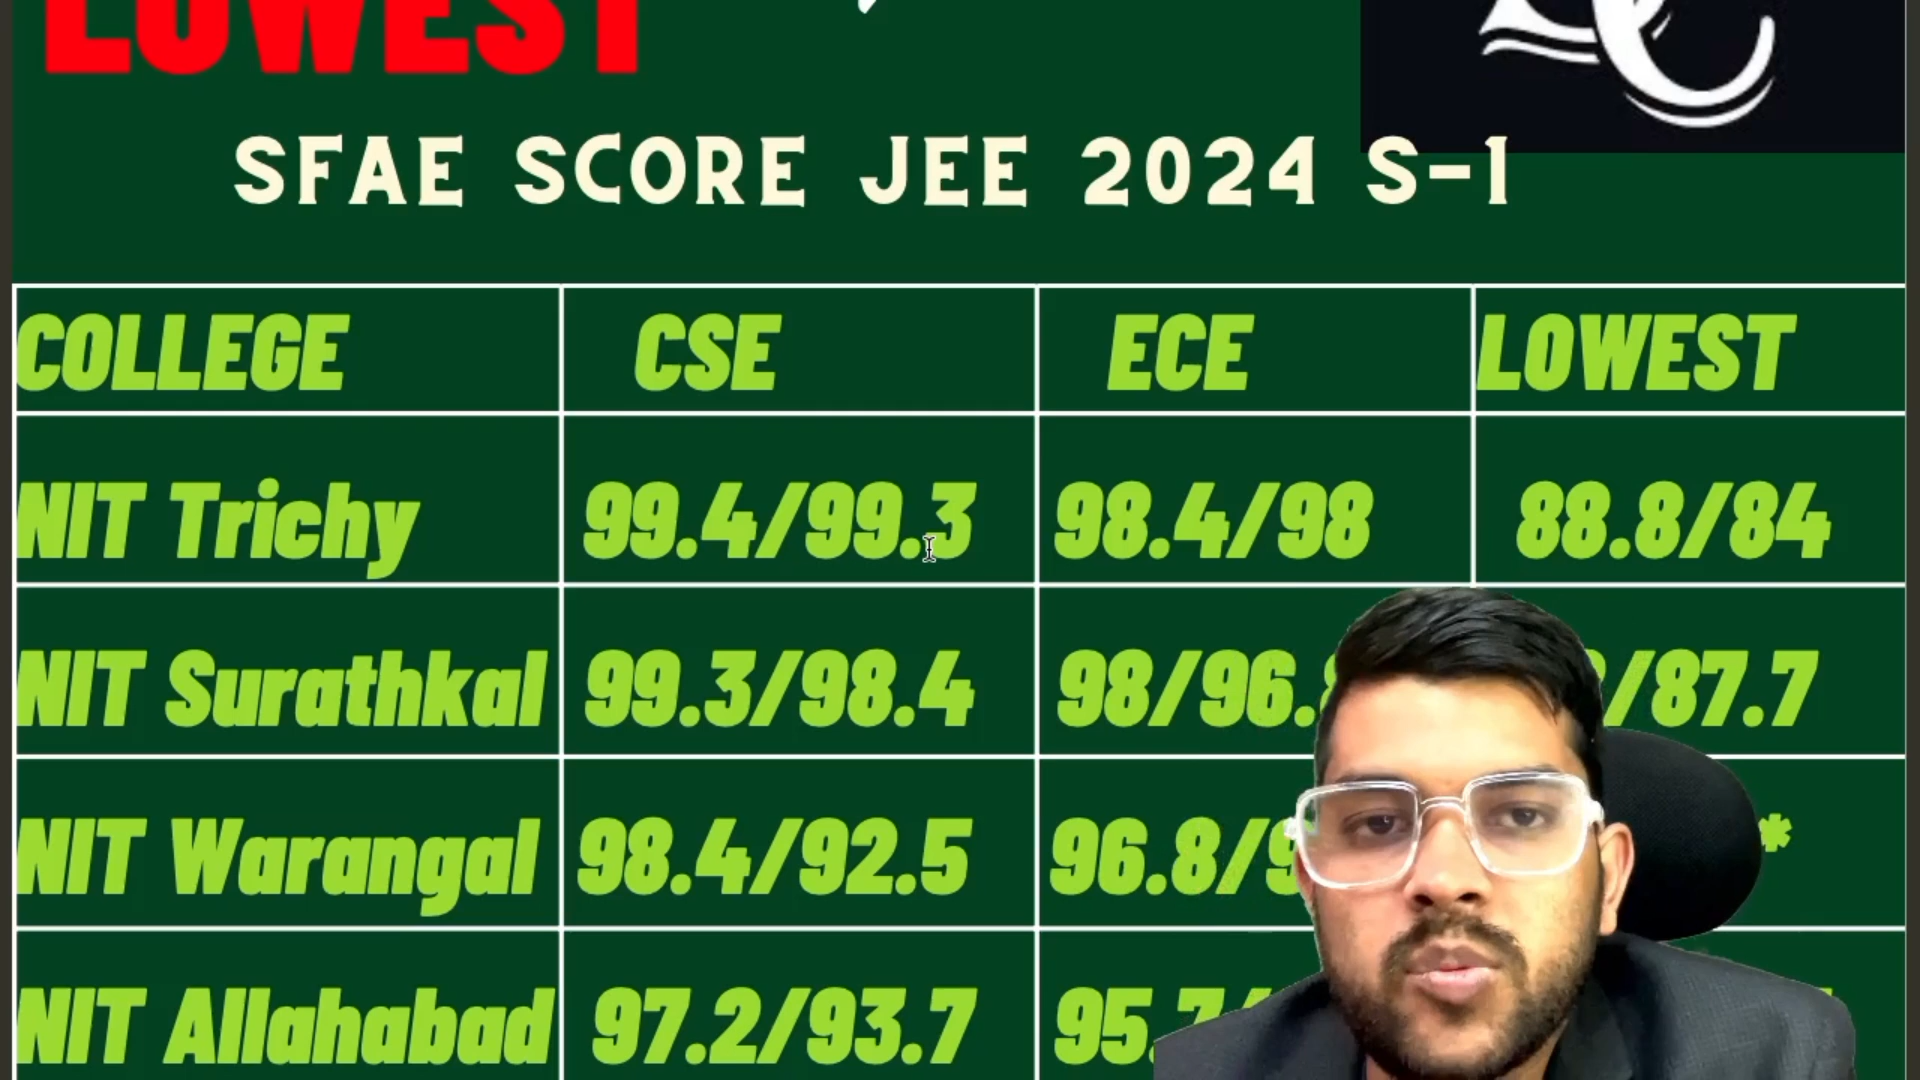 LOWEST
SFAE SCORE JEE 2024 S-1
COLLEGE CSE ECE LOWEST
NIT Trichy 99.4/99.3 98.4/98 88.8/84
NIT Surathkal 99.3/98.4 /87.7
NIT Warangal 98.4/92.5 *
NIT Allahabad 97.2/93.7